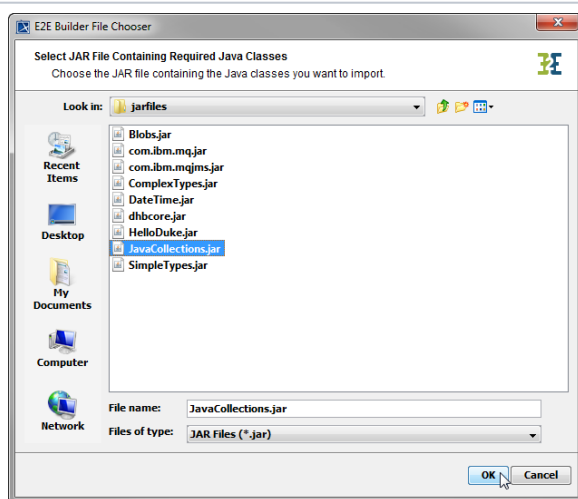 E2E Builder File Chooser
Select JAR File Containing Required Java Classes
Choose the JAR file containing the Java classes you want to import.
E2E
Look in: jarfiles
Recent
Items
Desktop
My
Documents
Computer
Network
Blobs.jar
com.ibm.mq.jar
com.ibm.mqjms.jar
ComplexTypes.jar
DateTime.jar
dhbcore.jar
HelloDuke.jar
JavaCollections.jar
SimpleTypes.jar
File name: JavaCollections.jar
Files of type: JAR Files (*.jar)
OK Cancel